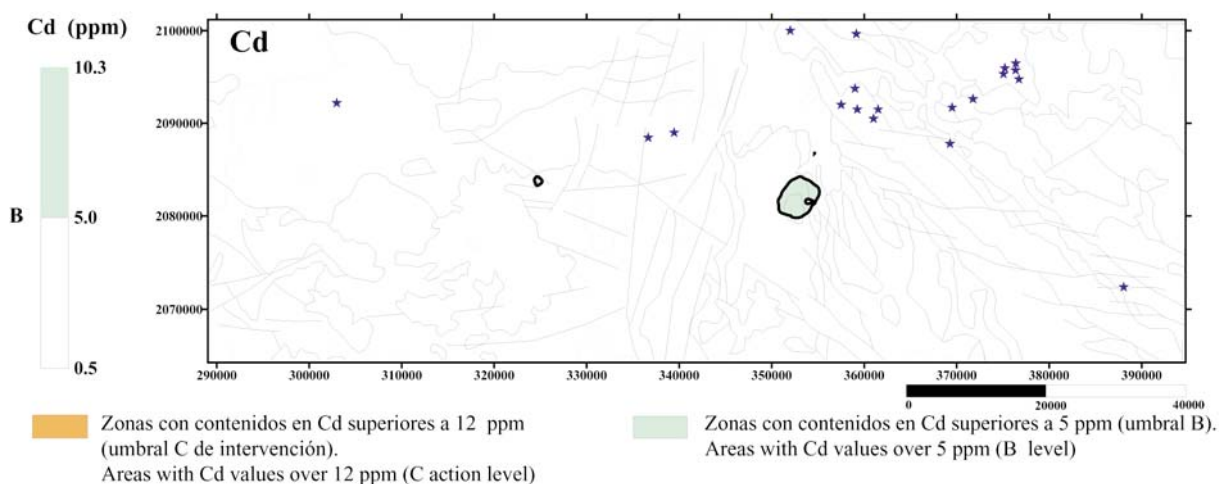 Cd (ppm)
10.3
B
5.0
0.5
Cd
2100000
2090000
2080000
2070000
290000 300000 310000 320000 330000 340000 350000 360000 370000 380000 390000
0 20000 40000
Zonas con contenidos en Cd superiores a 12 ppm
(umbral C de intervención).
Areas with Cd values over 12 ppm (C action level)
Zonas con contenidos en Cd superiores a 5 ppm (umbral B).
Areas with Cd values over 5 ppm (B level)